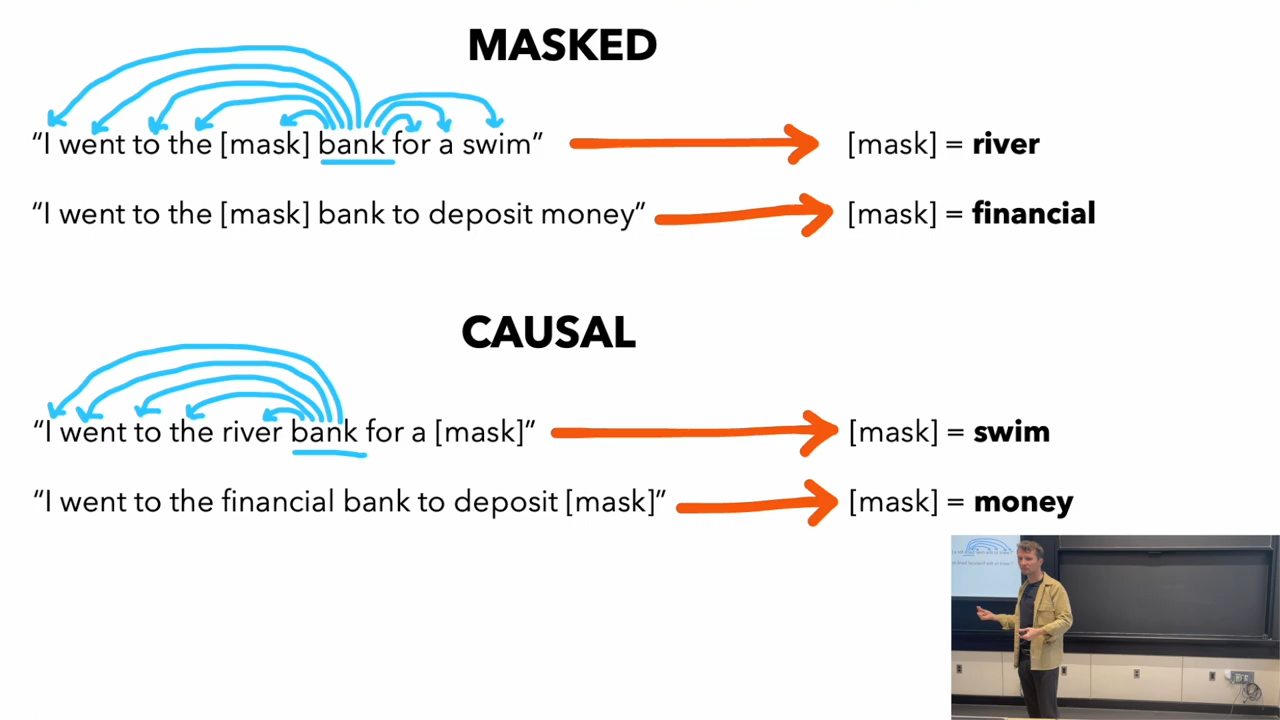 MASKED
“I went to the [mask] bank for a swim” [mask] = river
“I went to the [mask] bank to deposit money” [mask] = financial
CAUSAL
“I went to the river bank for a [mask]” [mask] = swim
“I went to the financial bank to deposit [mask]” [mask] = money